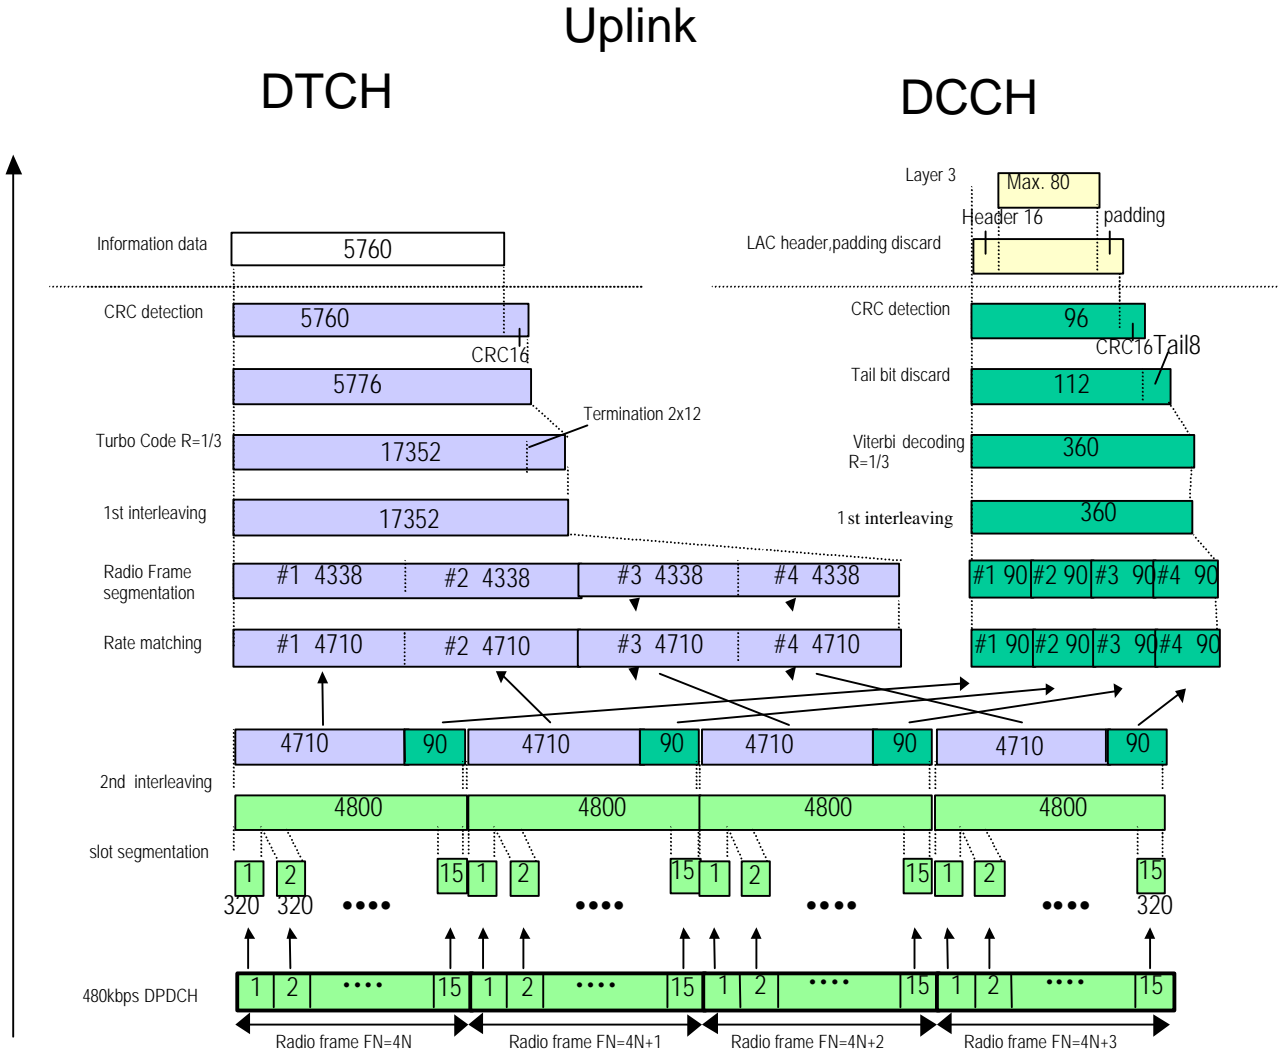 Uplink
DTCH
DCCH
Layer 3
Max. 80
Header 16
padding
Information data
5760
LAC header,padding discard
CRC detection
5760
CRC16
CRC detection
96
CRC16
Tail8
5776
Tail bit discard
112
Termination 2x12
Turbo Code R=1/3
17352
Viterbi decoding
R=1/3
360
1st interleaving
17352
1st interleaving
360
Radio Frame
segmentation
#1 4338
#2 4338
#3 4338
#4 4338
#1 90
#2 90
#3 90
#4 90
Rate matching
#1 4710
#2 4710
#3 4710
#4 4710
#1 90
#2 90
#3 90
#4 90
4710
90
4710
90
4710
90
4710
90
2nd interleaving
4800
4800
4800
4800
slot segmentation
1
2
15
1
2
15
1
2
15
1
2
15
320
320
••••
••••
••••
••••
320
480kbps DPDCH
1
2
••••
15
1
2
••••
15
1
2
••••
15
1
2
••••
15
Radio frame FN=4N
Radio frame FN=4N+1
Radio frame FN=4N+2
Radio frame FN=4N+3